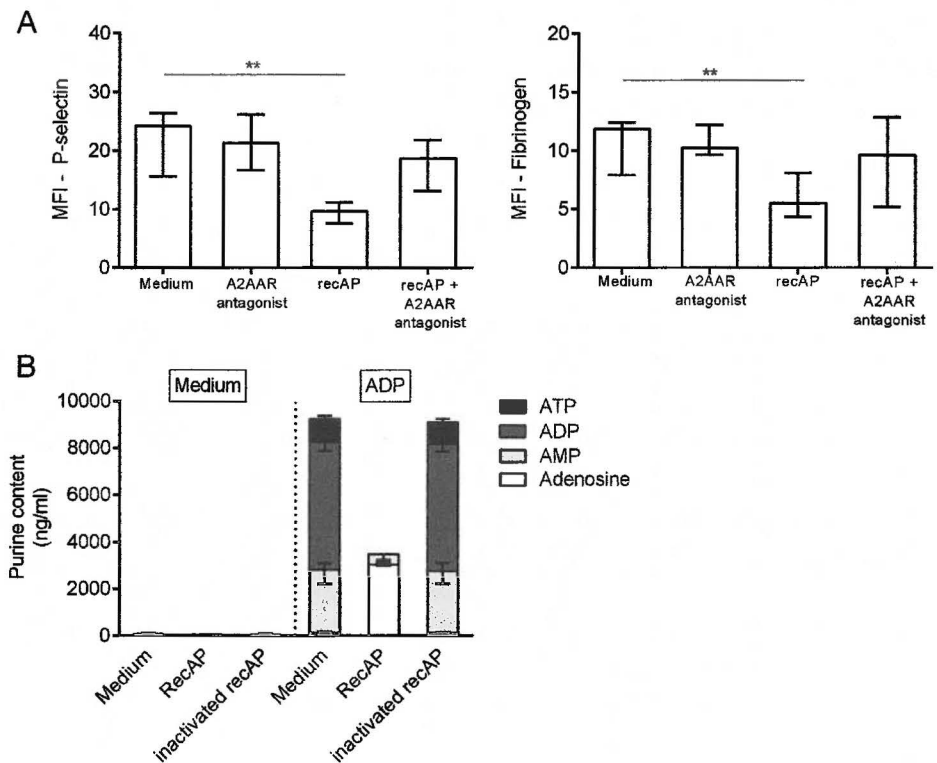 A
MFI - P-selectin
40
30
20
10
0
**
Medium
A2AAR
antagonist
recAP
recAP +
A2AAR
antagonist
MFI - Fibrinogen
20
15
10
5
0
**
Medium
A2AAR
antagonist
recAP
recAP +
A2AAR
antagonist
B
Medium
ADP
Purine content
(ng/ml)
10000
8000
6000
4000
2000
0
Medium
RecAP
inactivated recAP
Medium
RecAP
inactivated recAP
ATP
ADP
AMP
Adenosine